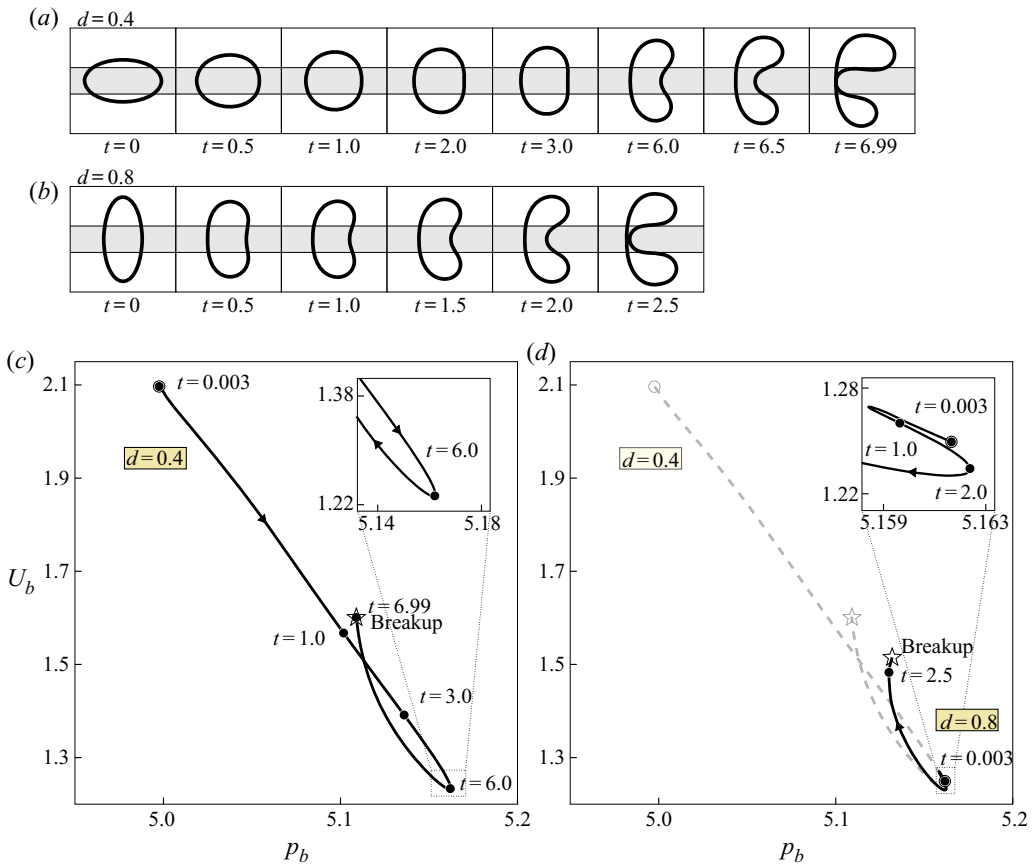 (a)
d = 0.4
t = 0 t = 0.5 t = 1.0 t = 2.0 t = 3.0 t = 6.0 t = 6.5 t = 6.99
(b)
d = 0.8
t = 0 t = 0.5 t = 1.0 t = 1.5 t = 2.0 t = 2.5
(c)
2.1
1.9
1.7
1.5
1.3
U_b
t = 0.003
d = 0.4
1.38
1.22
t = 6.0
5.14 5.18
t = 6.99
Breakup
t = 1.0
t = 3.0
t = 6.0
5.0 5.1 5.2
p_b
(d)
2.1
1.9
1.7
1.5
1.3
d = 0.4
1.28
1.22
t = 0.003
t = 1.0
t = 2.0
5.159 5.163
Breakup
t = 2.5
d = 0.8
t = 0.003
5.0 5.1 5.2
p_b